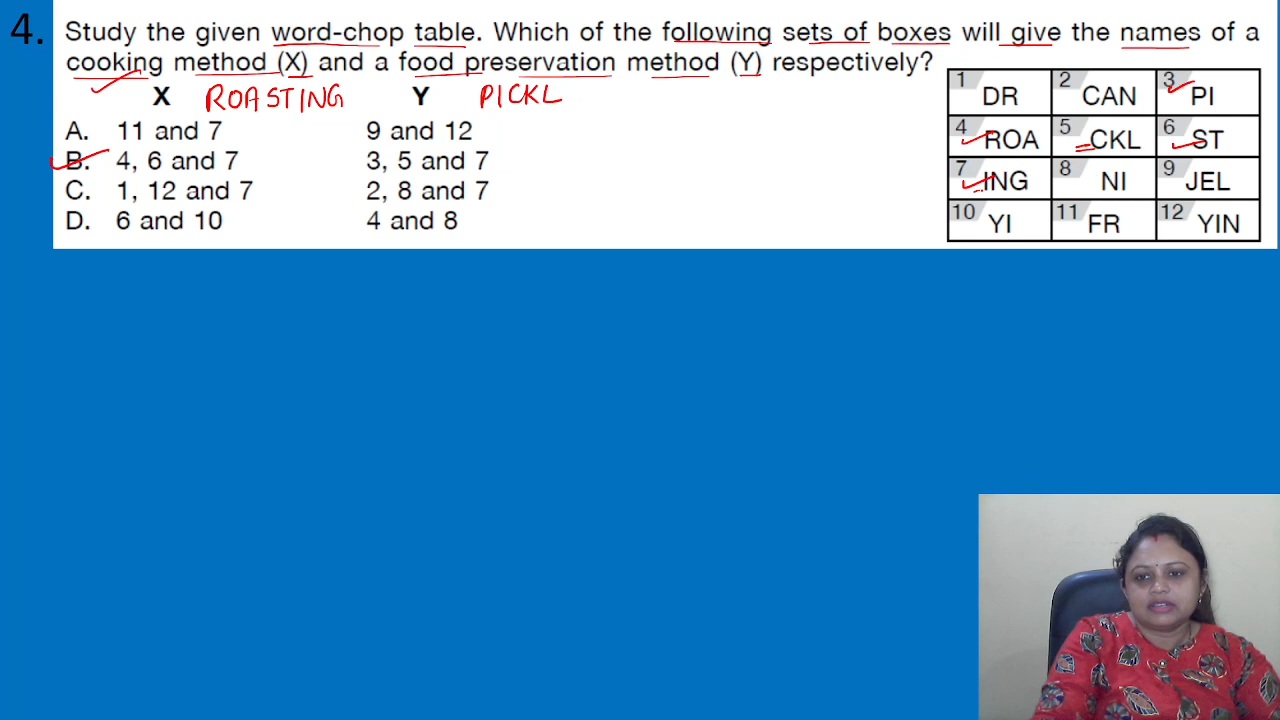 4. Study the given word-chop table. Which of the following sets of boxes will give the names of a
cooking method (X) and a food preservation method (Y) respectively?
X ROASTING Y PICKL
A. 11 and 7 9 and 12
B. 4, 6 and 7 3, 5 and 7
C. 1, 12 and 7 2, 8 and 7
D. 6 and 10 4 and 8
1 DR 2 CAN 3 PI
4 ROA 5 CKL 6 ST
7 ING 8 NI 9 JEL
10 YI 11 FR 12 YIN